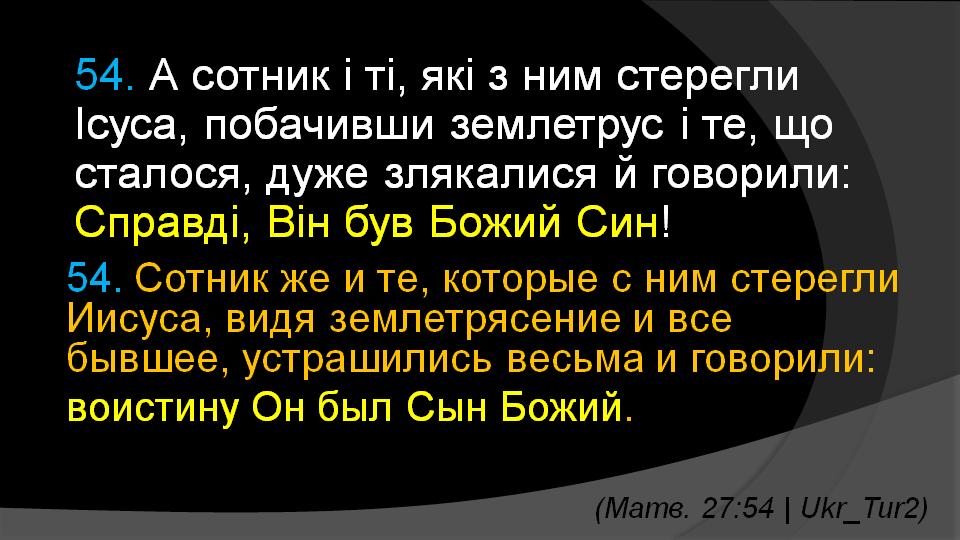 54. А сотник і ті, які з ним стерегли
Ісуса, побачивши землетрус і те, що
сталося, дуже злякалися й говорили:
Справді, Він був Божий Син!
54. Сотник же и те, которые с ним стерегли
Иисуса, видя землетрясение и все
бывшее, устрашились весьма и говорили:
воистину Он был Сын Божий.
(Матв. 27:54 | Ukr_Tur2)